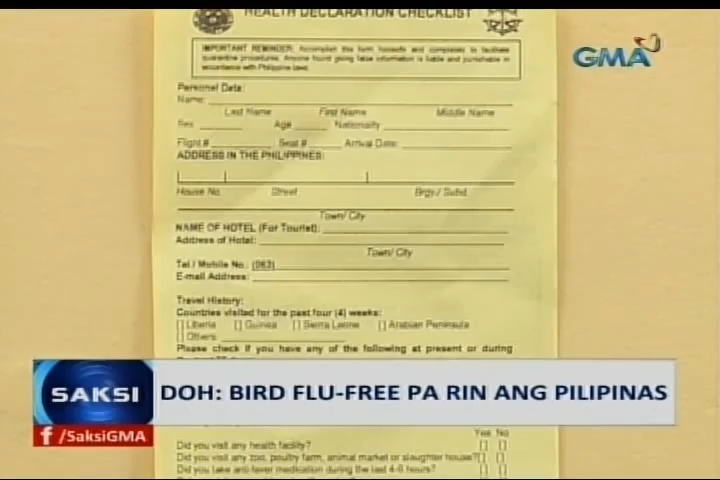 HEALTH DECLARATION CHECKLIST
GMA
IMPORTANT REMINDER: Accomplish this form honestly and completely to facilitate
quarantine procedures. Anyone found giving false information is liable and punishable in
accordance with Philippine laws.
Personal Data:
Name:
Last Name First Name Middle Name
Sex Age Nationality
Flight # Seat # Arrival Date:
ADDRESS IN THE PHILIPPINES:
House No. Street Brgy./ Subd.
Town/ City
NAME OF HOTEL (For Tourist):
Address of Hotel:
Town/ City
Tel./ Mobile No.: (063)
E-mail Address:
Travel History:
Countries visited for the past four (4) weeks:
[ ] Liberia [ ] Guinea [ ] Sierra Leone [ ] Arabian Peninsula
[ ] Others:
Please check if you have any of the following at present or during
SAKSI
DOH: BIRD FLU-FREE PA RIN ANG PILIPINAS
f /SaksiGMA
Yes No
Did you visit any health facility? [ ] [ ]
Did you visit any zoo, poultry farm, animal market or slaughter house? [ ] [ ]
Did you take anti-fever medication during the last 4-6 hours? [ ] [ ]